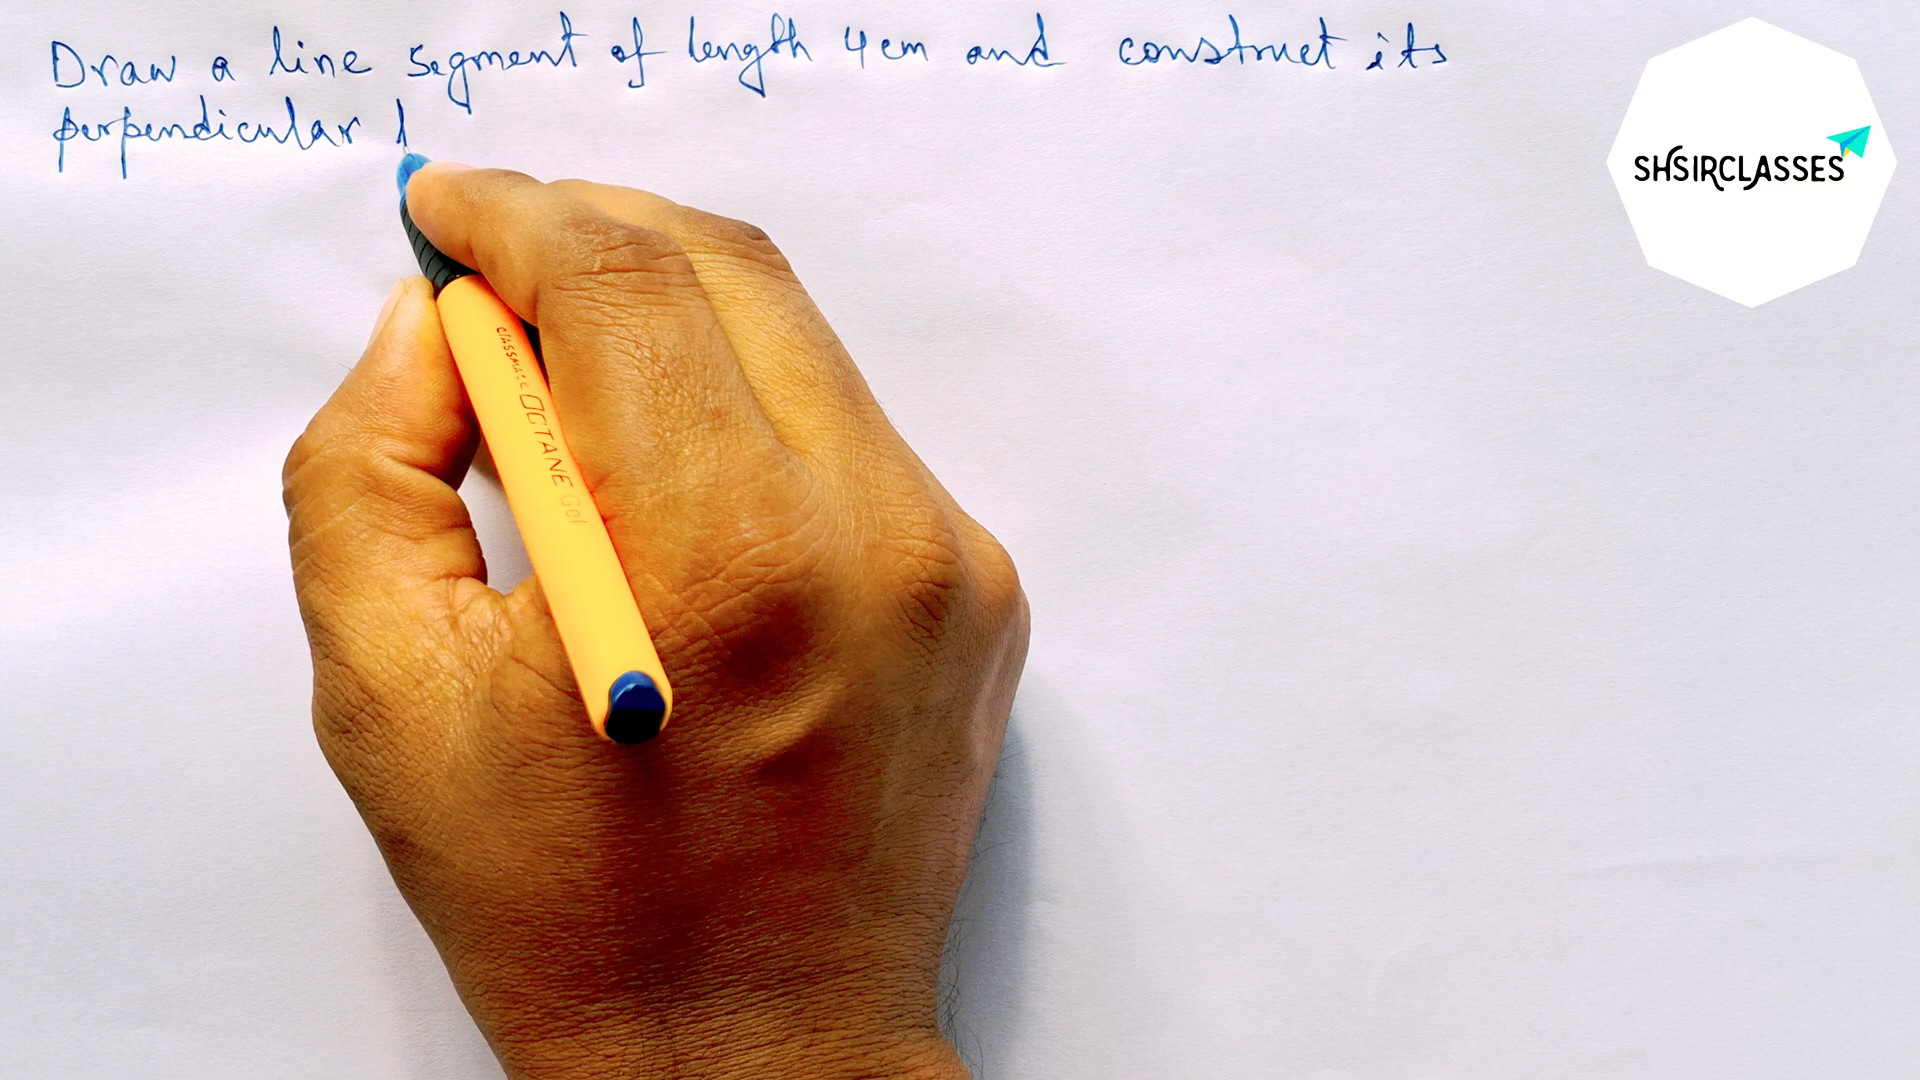 Draw a line segment of length 4 cm and construct its
perpendicular
SHSIRCLASSES
classmate OCTANE Gel